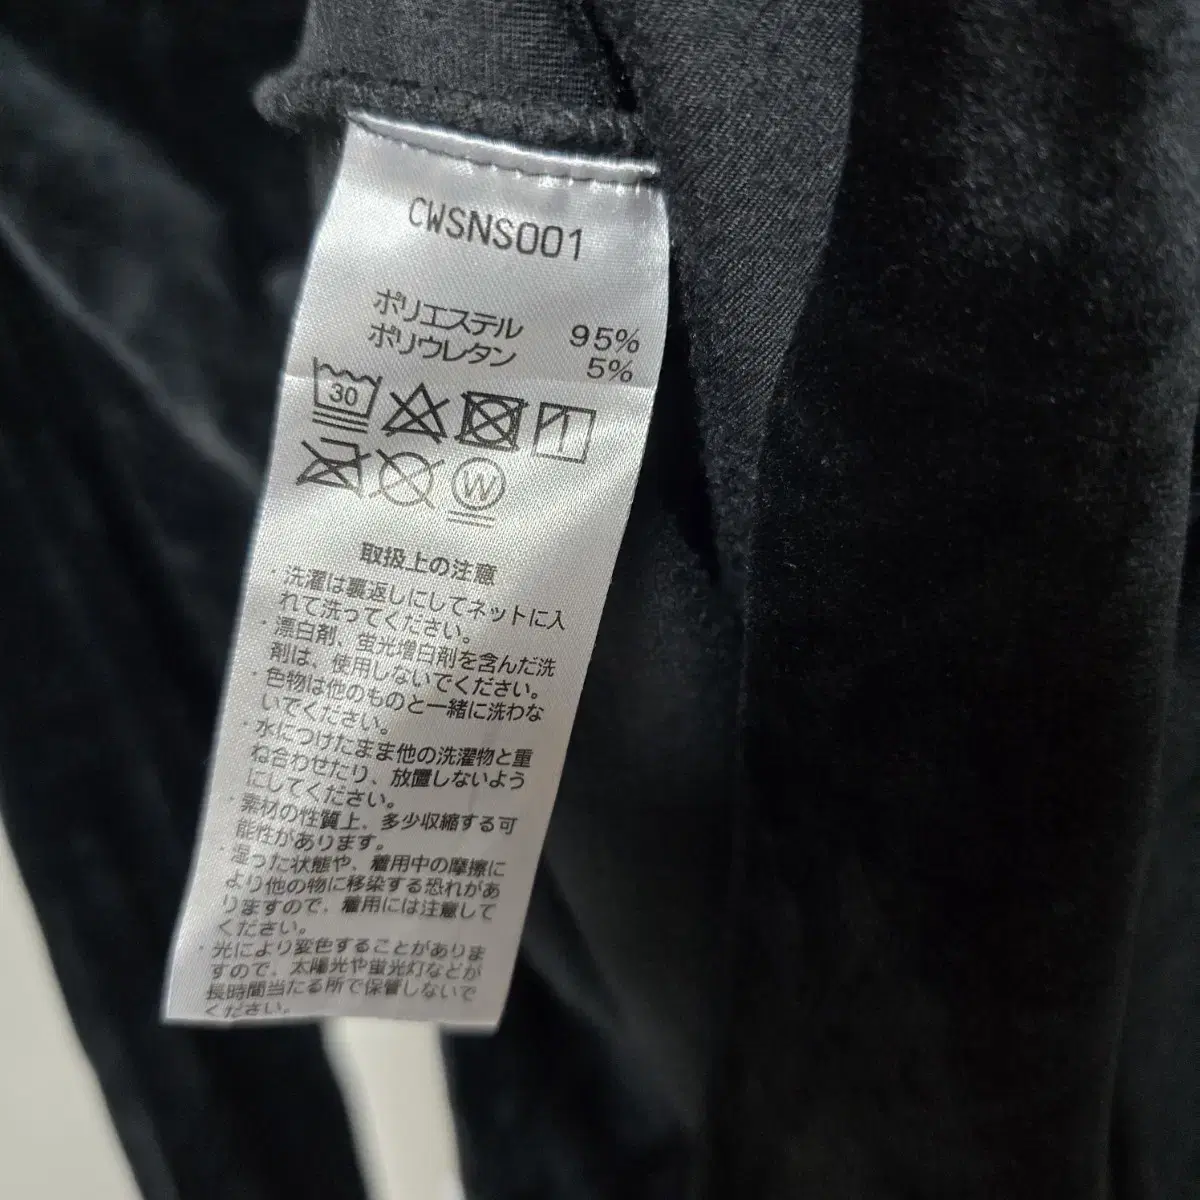 CWSNS001
ポリエステル 95%
ポリウレタン 5%
30
W
取扱上の注意
・洗濯は裏返しにしてネットに入
れて洗ってください。
・漂白剤、蛍光増白剤を含んだ洗
剤は、使用しないでください。
・色物は他のものと一緒に洗わな
いでください。
・水につけたまま他の洗濯物と重
ね合わせたり、放置しないよう
にしてください。
・素材の性質上、多少収縮する可
能性があります。
・湿った状態や、着用中の摩擦に
より他の物に移染する恐れがあ
りますので、着用には注意して
ください。
・光により変色することがありま
すので、太陽光や蛍光灯などが
長時間当たる所で保管しないで
ください。